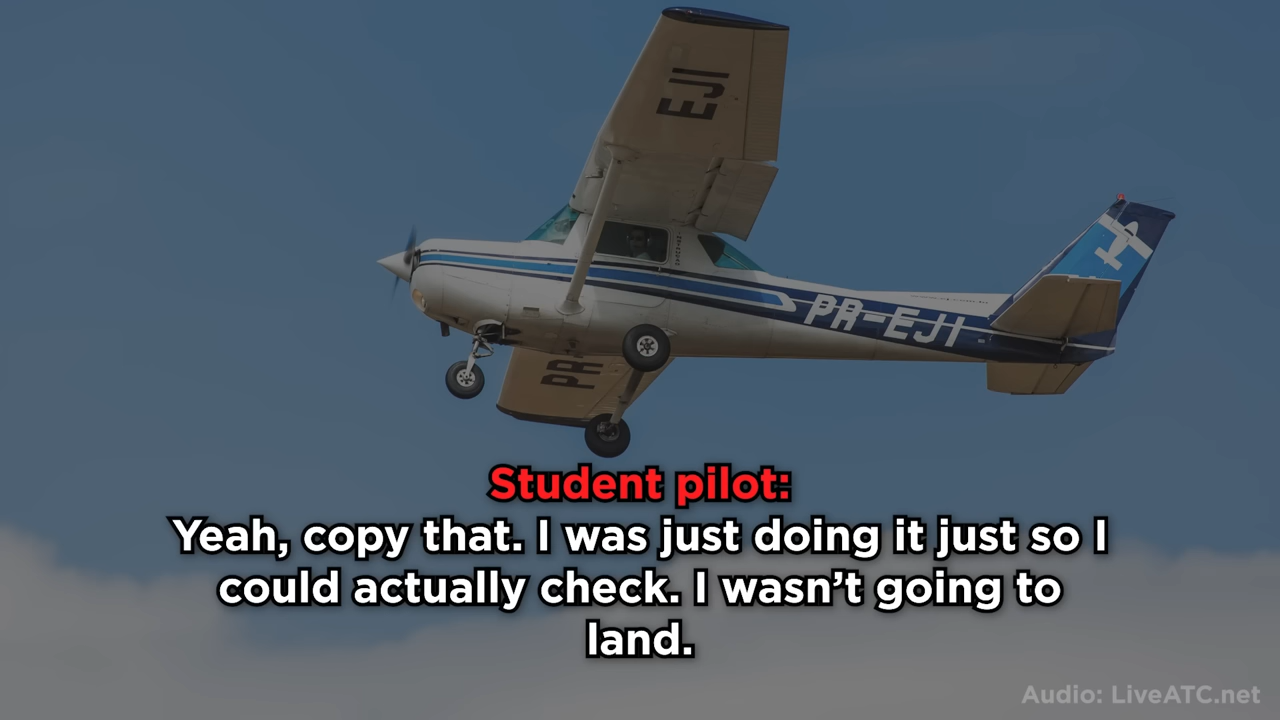 EJI
PR-EJI
PR
Student pilot:
Yeah, copy that. I was just doing it just so I
could actually check. I wasn’t going to
land.
Audio: LiveATC.net